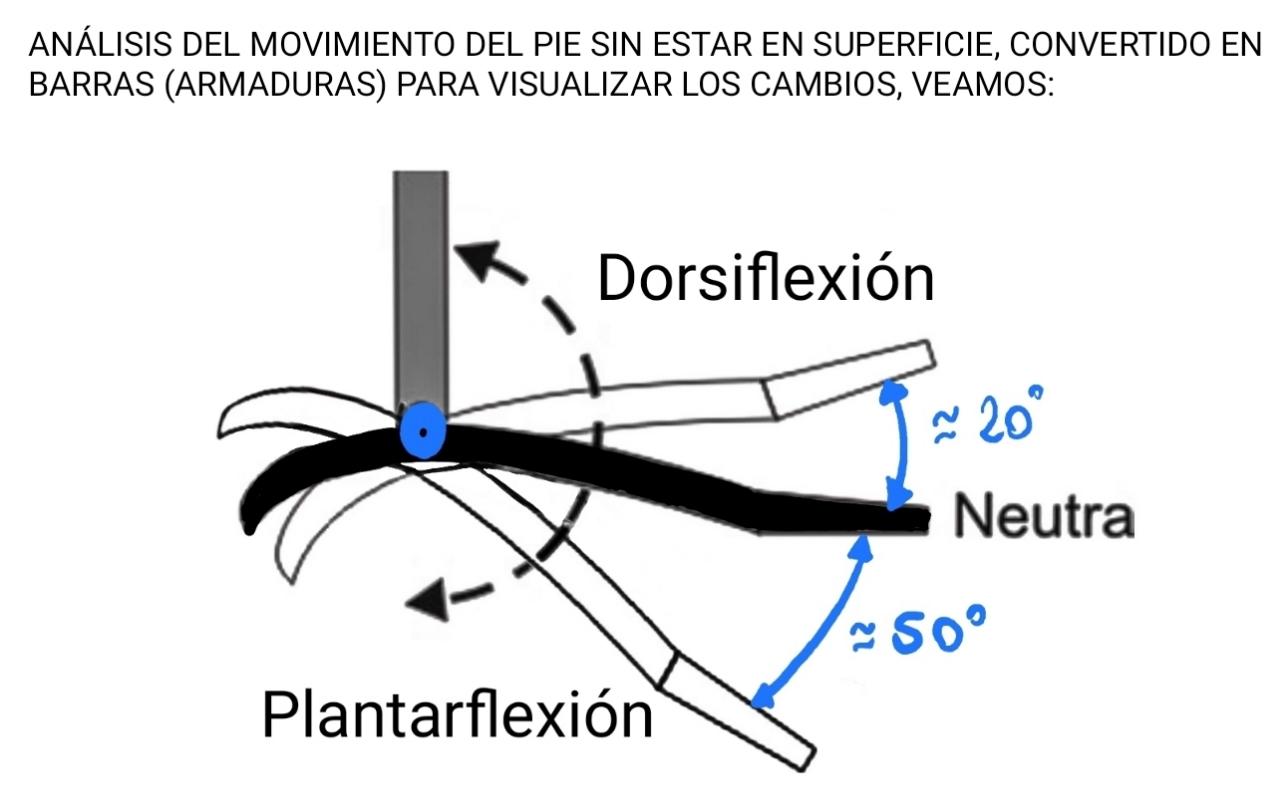 ANÁLISIS DEL MOVIMIENTO DEL PIE SIN ESTAR EN SUPERFICIE, CONVERTIDO EN
BARRAS (ARMADURAS) PARA VISUALIZAR LOS CAMBIOS, VEAMOS:
Dorsiflexión
≈ 20°
Neutra
≈ 50°
Plantarflexión